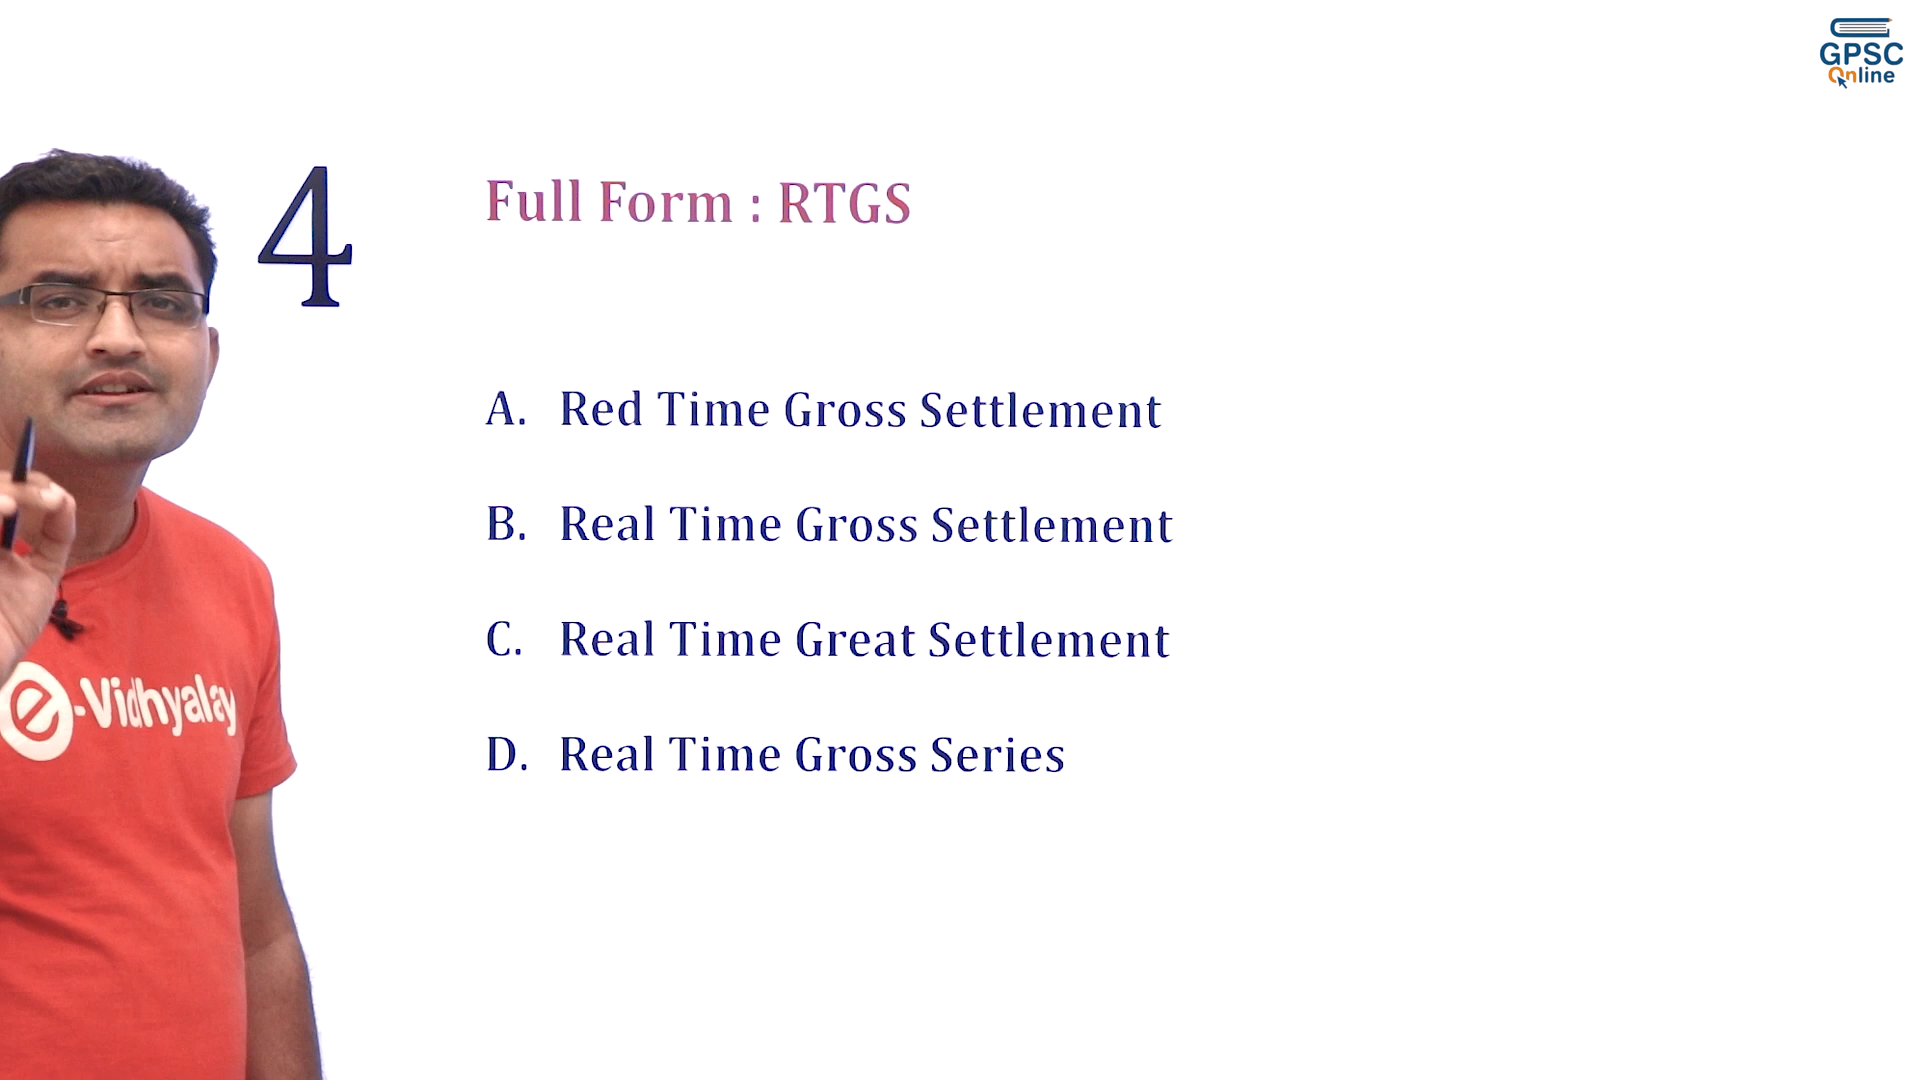 GPSC
Online
4
Full Form : RTGS
A. Red Time Gross Settlement
B. Real Time Gross Settlement
C. Real Time Great Settlement
D. Real Time Gross Series
e-Vidhyalay